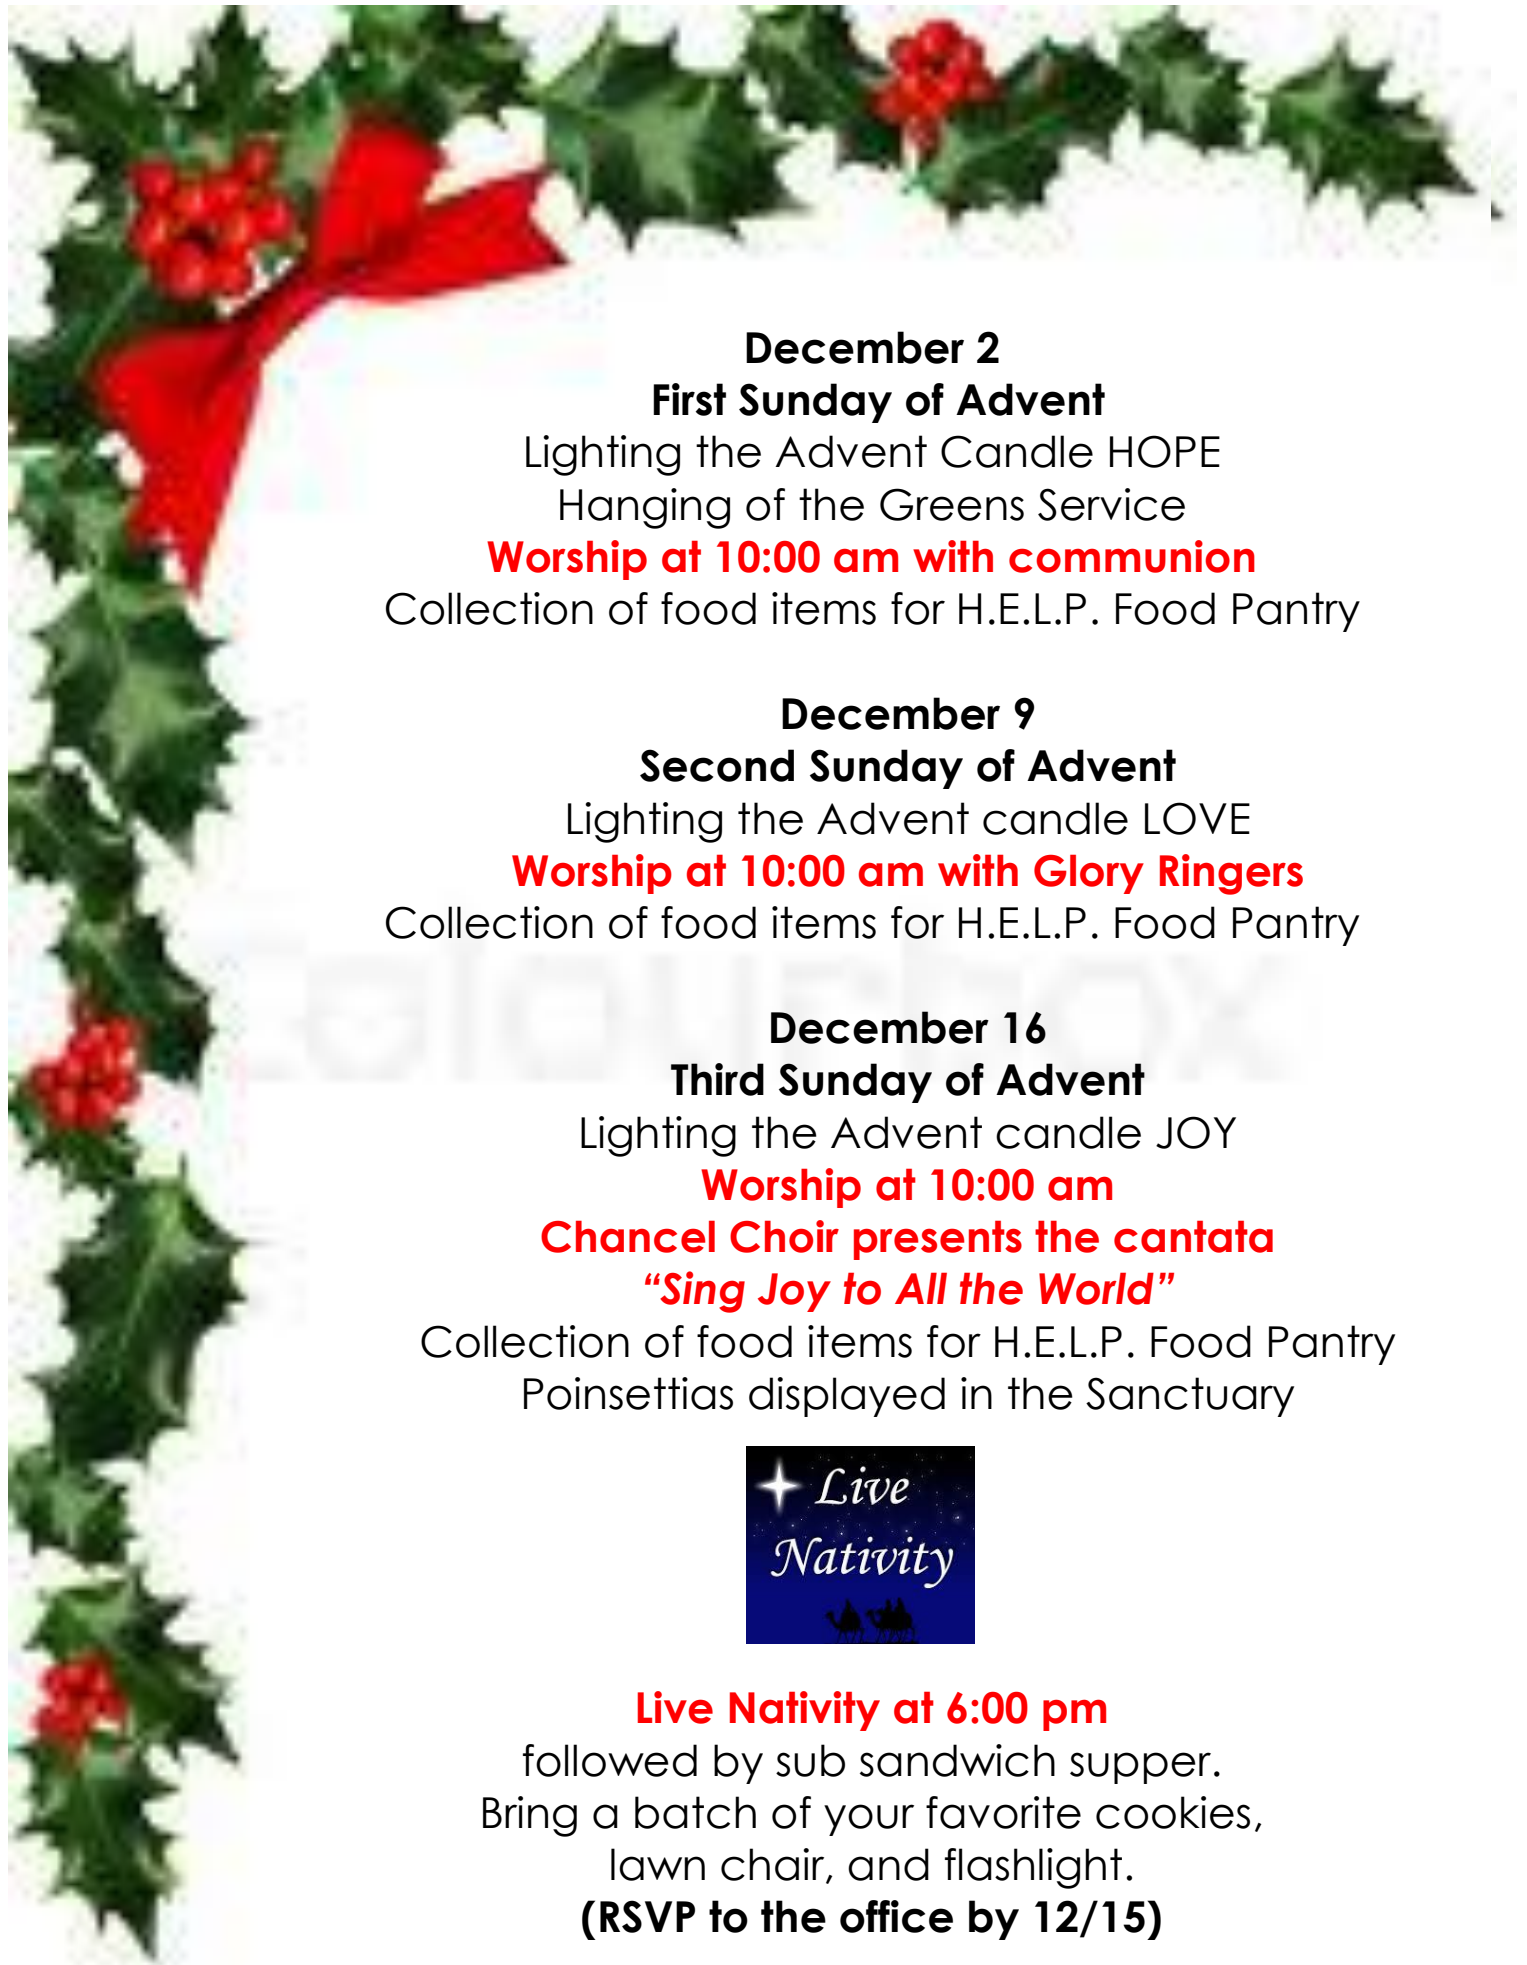 December 2
First Sunday of Advent
Lighting the Advent Candle HOPE
Hanging of the Greens Service
Worship at 10:00 am with communion
Collection of food items for H.E.L.P. Food Pantry
December 9
Second Sunday of Advent
Lighting the Advent candle LOVE
Worship at 10:00 am with Glory Ringers
Collection of food items for H.E.L.P. Food Pantry
December 16
Third Sunday of Advent
Lighting the Advent candle JOY
Worship at 10:00 am
Chancel Choir presents the cantata
“Sing Joy to All the World”
Collection of food items for H.E.L.P. Food Pantry
Poinsettias displayed in the Sanctuary
Live
Nativity
Live Nativity at 6:00 pm
followed by sub sandwich supper.
Bring a batch of your favorite cookies,
lawn chair, and flashlight.
(RSVP to the office by 12/15)